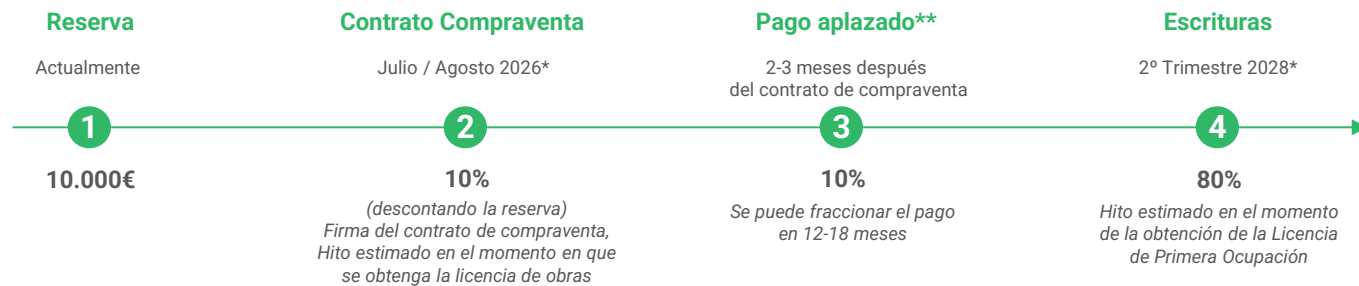 Reserva
Actualmente
1
10.000€
Contrato Compraventa
Julio / Agosto 2026*
2
10%
(descontando la reserva)
Firma del contrato de compraventa,
Hito estimado en el momento en que
se obtenga la licencia de obras
Pago aplazado**
2-3 meses después
del contrato de compraventa
3
10%
Se puede fraccionar el pago
en 12-18 meses
Escrituras
2º Trimestre 2028*
4
80%
Hito estimado en el momento
de la obtención de la Licencia
de Primera Ocupación